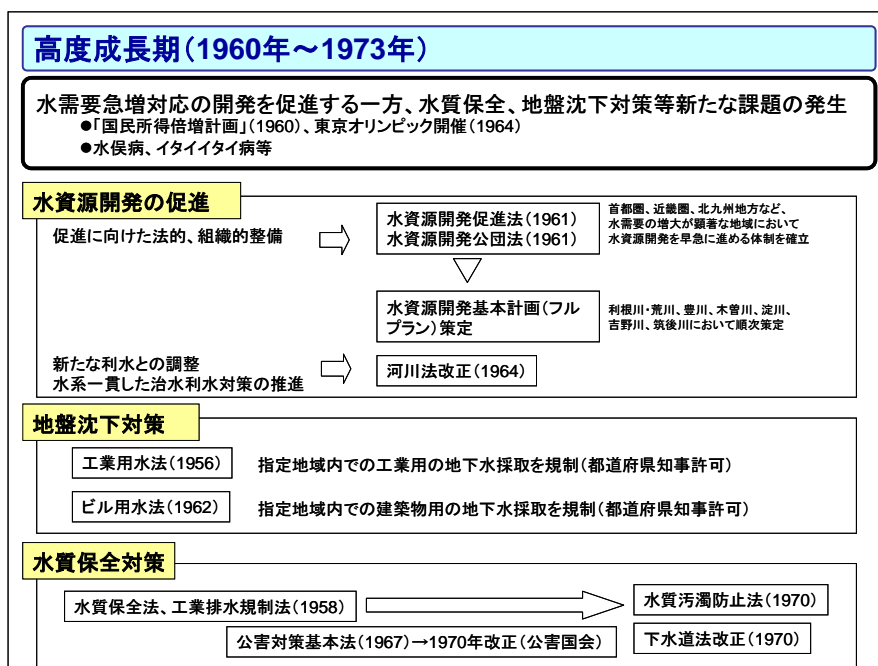 高度成長期(1960年～1973年)
水需要急増対応の開発を促進する一方、水質保全、地盤沈下対策等新たな課題の発生
●「国民所得倍増計画」(1960)、東京オリンピック開催(1964)
●水俣病、イタイイタイ病等
水資源開発の促進
促進に向けた法的、組織的整備
水資源開発促進法(1961)
水資源開発公団法(1961)
首都圏、近畿圏、北九州地方など、
水需要の増大が顕著な地域において
水資源開発を早急に進める体制を確立
水資源開発基本計画(フル
プラン)策定
利根川・荒川、豊川、木曽川、淀川、
吉野川、筑後川において順次策定
新たな利水との調整
水系一貫した治水利水対策の推進
河川法改正(1964)
地盤沈下対策
工業用水法(1956)
指定地域内での工業用の地下水採取を規制(都道府県知事許可)
ビル用水法(1962)
指定地域内での建築物用の地下水採取を規制(都道府県知事許可)
水質保全対策
水質保全法、工業排水規制法(1958)
水質汚濁防止法(1970)
公害対策基本法(1967)→1970年改正(公害国会)
下水道法改正(1970)